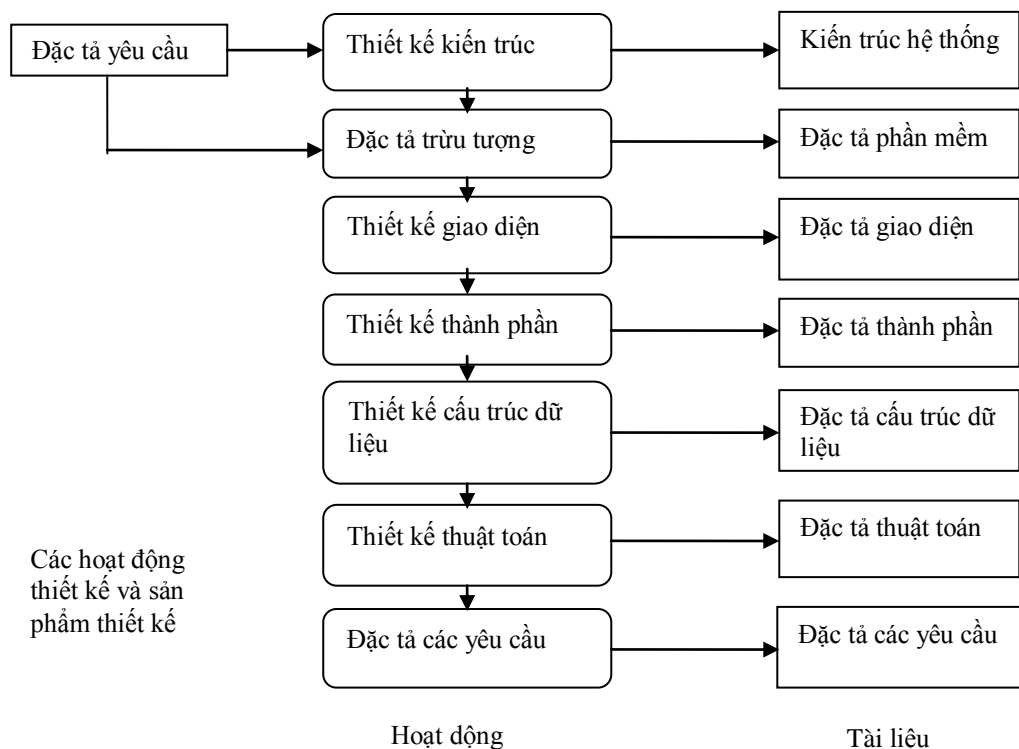 Đặc tả yêu cầu
Thiết kế kiến trúc
Kiến trúc hệ thống
Đặc tả trừu tượng
Đặc tả phần mềm
Thiết kế giao diện
Đặc tả giao diện
Thiết kế thành phần
Đặc tả thành phần
Thiết kế cấu trúc dữ
liệu
Đặc tả cấu trúc dữ
liệu
Thiết kế thuật toán
Đặc tả thuật toán
Các hoạt động
thiết kế và sản
phẩm thiết kế
Đặc tả các yêu cầu
Đặc tả các yêu cầu
Hoạt dộng
Tài liệu